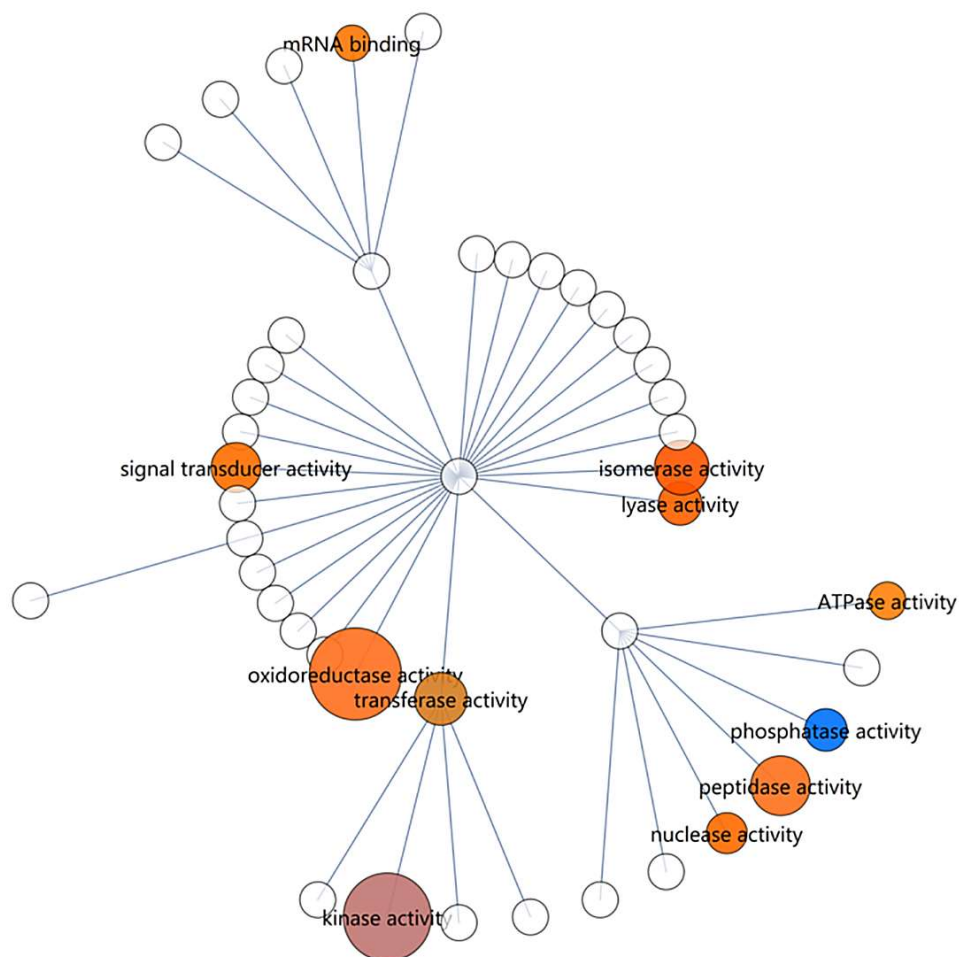 mRNA binding
signal transducer activity
isomerase activity
lyase activity
ATPase activity
oxidoreductase activity
transferase activity
phosphatase activity
peptidase activity
nuclease activity
kinase activity